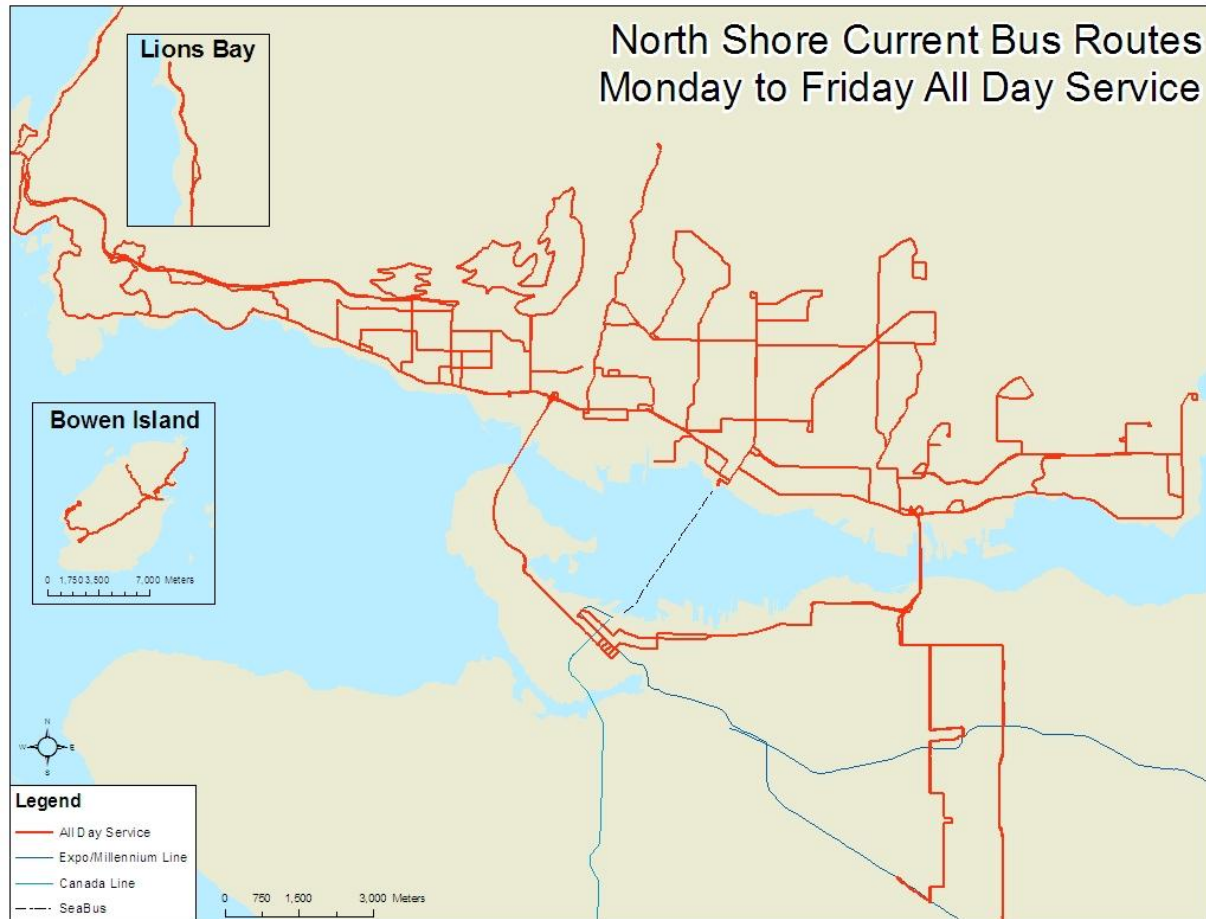 North Shore Current Bus Routes
Monday to Friday All Day Service
Lions Bay
Bowen Island
0 1,750 3,500 7,000 Meters
N
W E
S
Legend
All Day Service
Expo/Millennium Line
Canada Line
SeaBus
0 750 1,500 3,000 Meters